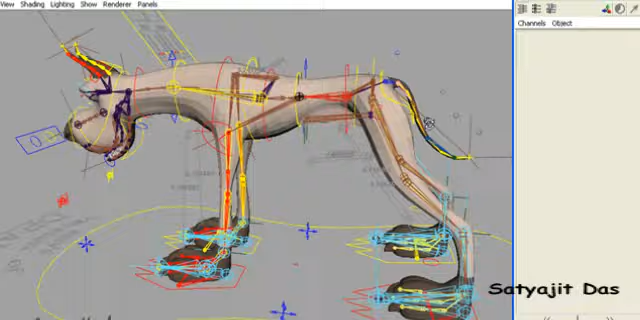 View Shading Lighting Show Renderer Panels
Channels Object
Satyajit Das